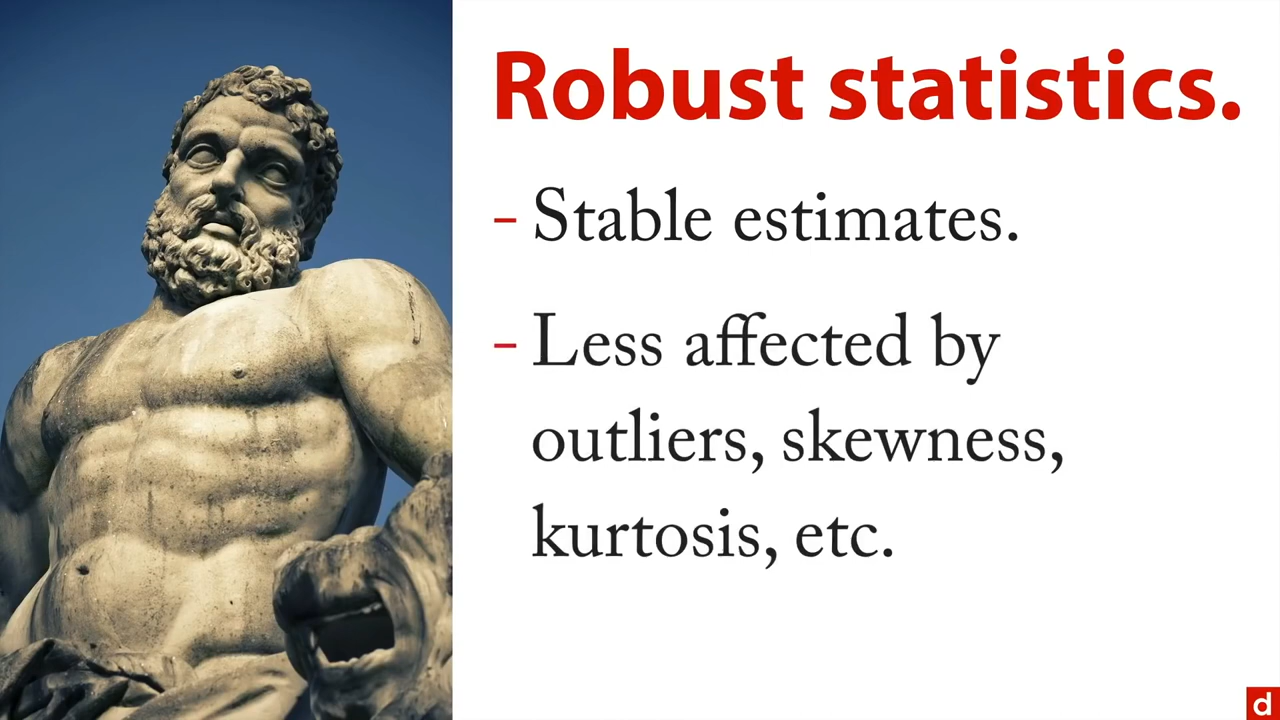 Robust statistics.
- Stable estimates.
- Less affected by
outliers, skewness,
kurtosis, etc.
d